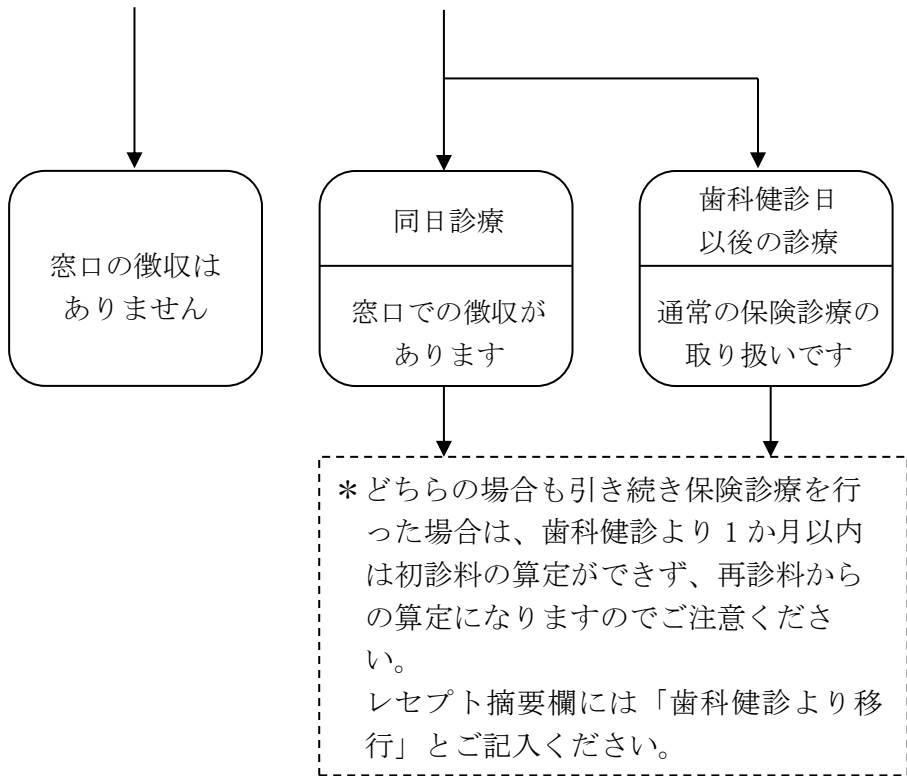 窓口の徴収は
ありません
同日診療
窓口での徴収が
あります
歯科健診日
以後の診療
通常の保険診療の
取り扱いです
＊どちらの場合も引き続き保険診療を行
った場合は、歯科健診より１か月以内
は初診料の算定ができず、再診料から
の算定になりますのでご注意くださ
い。
レセプト摘要欄には「歯科健診より移
行」とご記入ください。